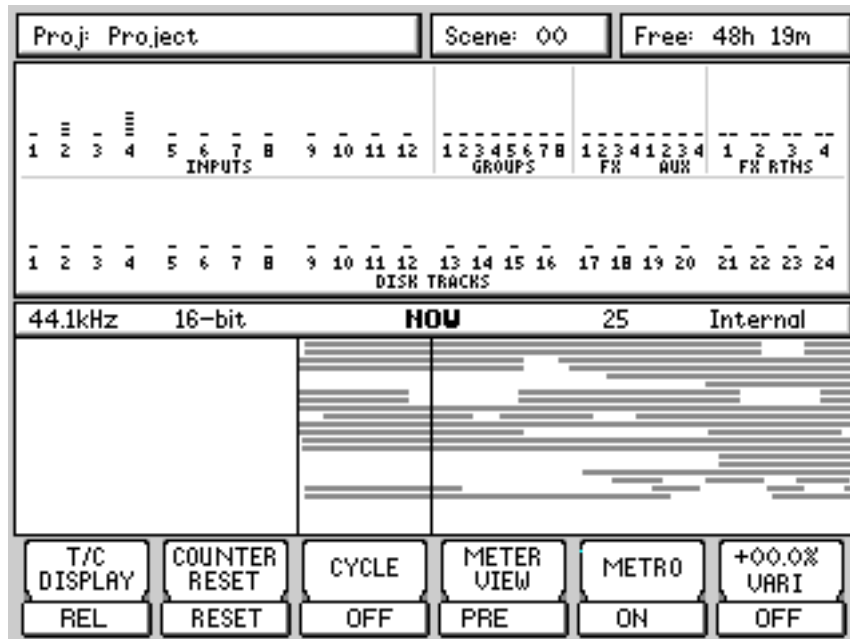 Proj: Project Scene: 00 Free: 48h 19m
1 2 3 4 5 6 7 8 9 10 11 12 1 2 3 4 5 6 7 8 1 2 3 4 1 2 3 4 1 2 3 4
INPUTS GROUPS FX AUX FX RTNS
1 2 3 4 5 6 7 8 9 10 11 12 13 14 15 16 17 18 19 20 21 22 23 24
DISK TRACKS
44.1kHz 16-bit NOW 25 Internal
T/C DISPLAY
REL
COUNTER RESET
RESET
CYCLE
OFF
METER VIEW
PRE
METRO
ON
+00.0% VARI
OFF